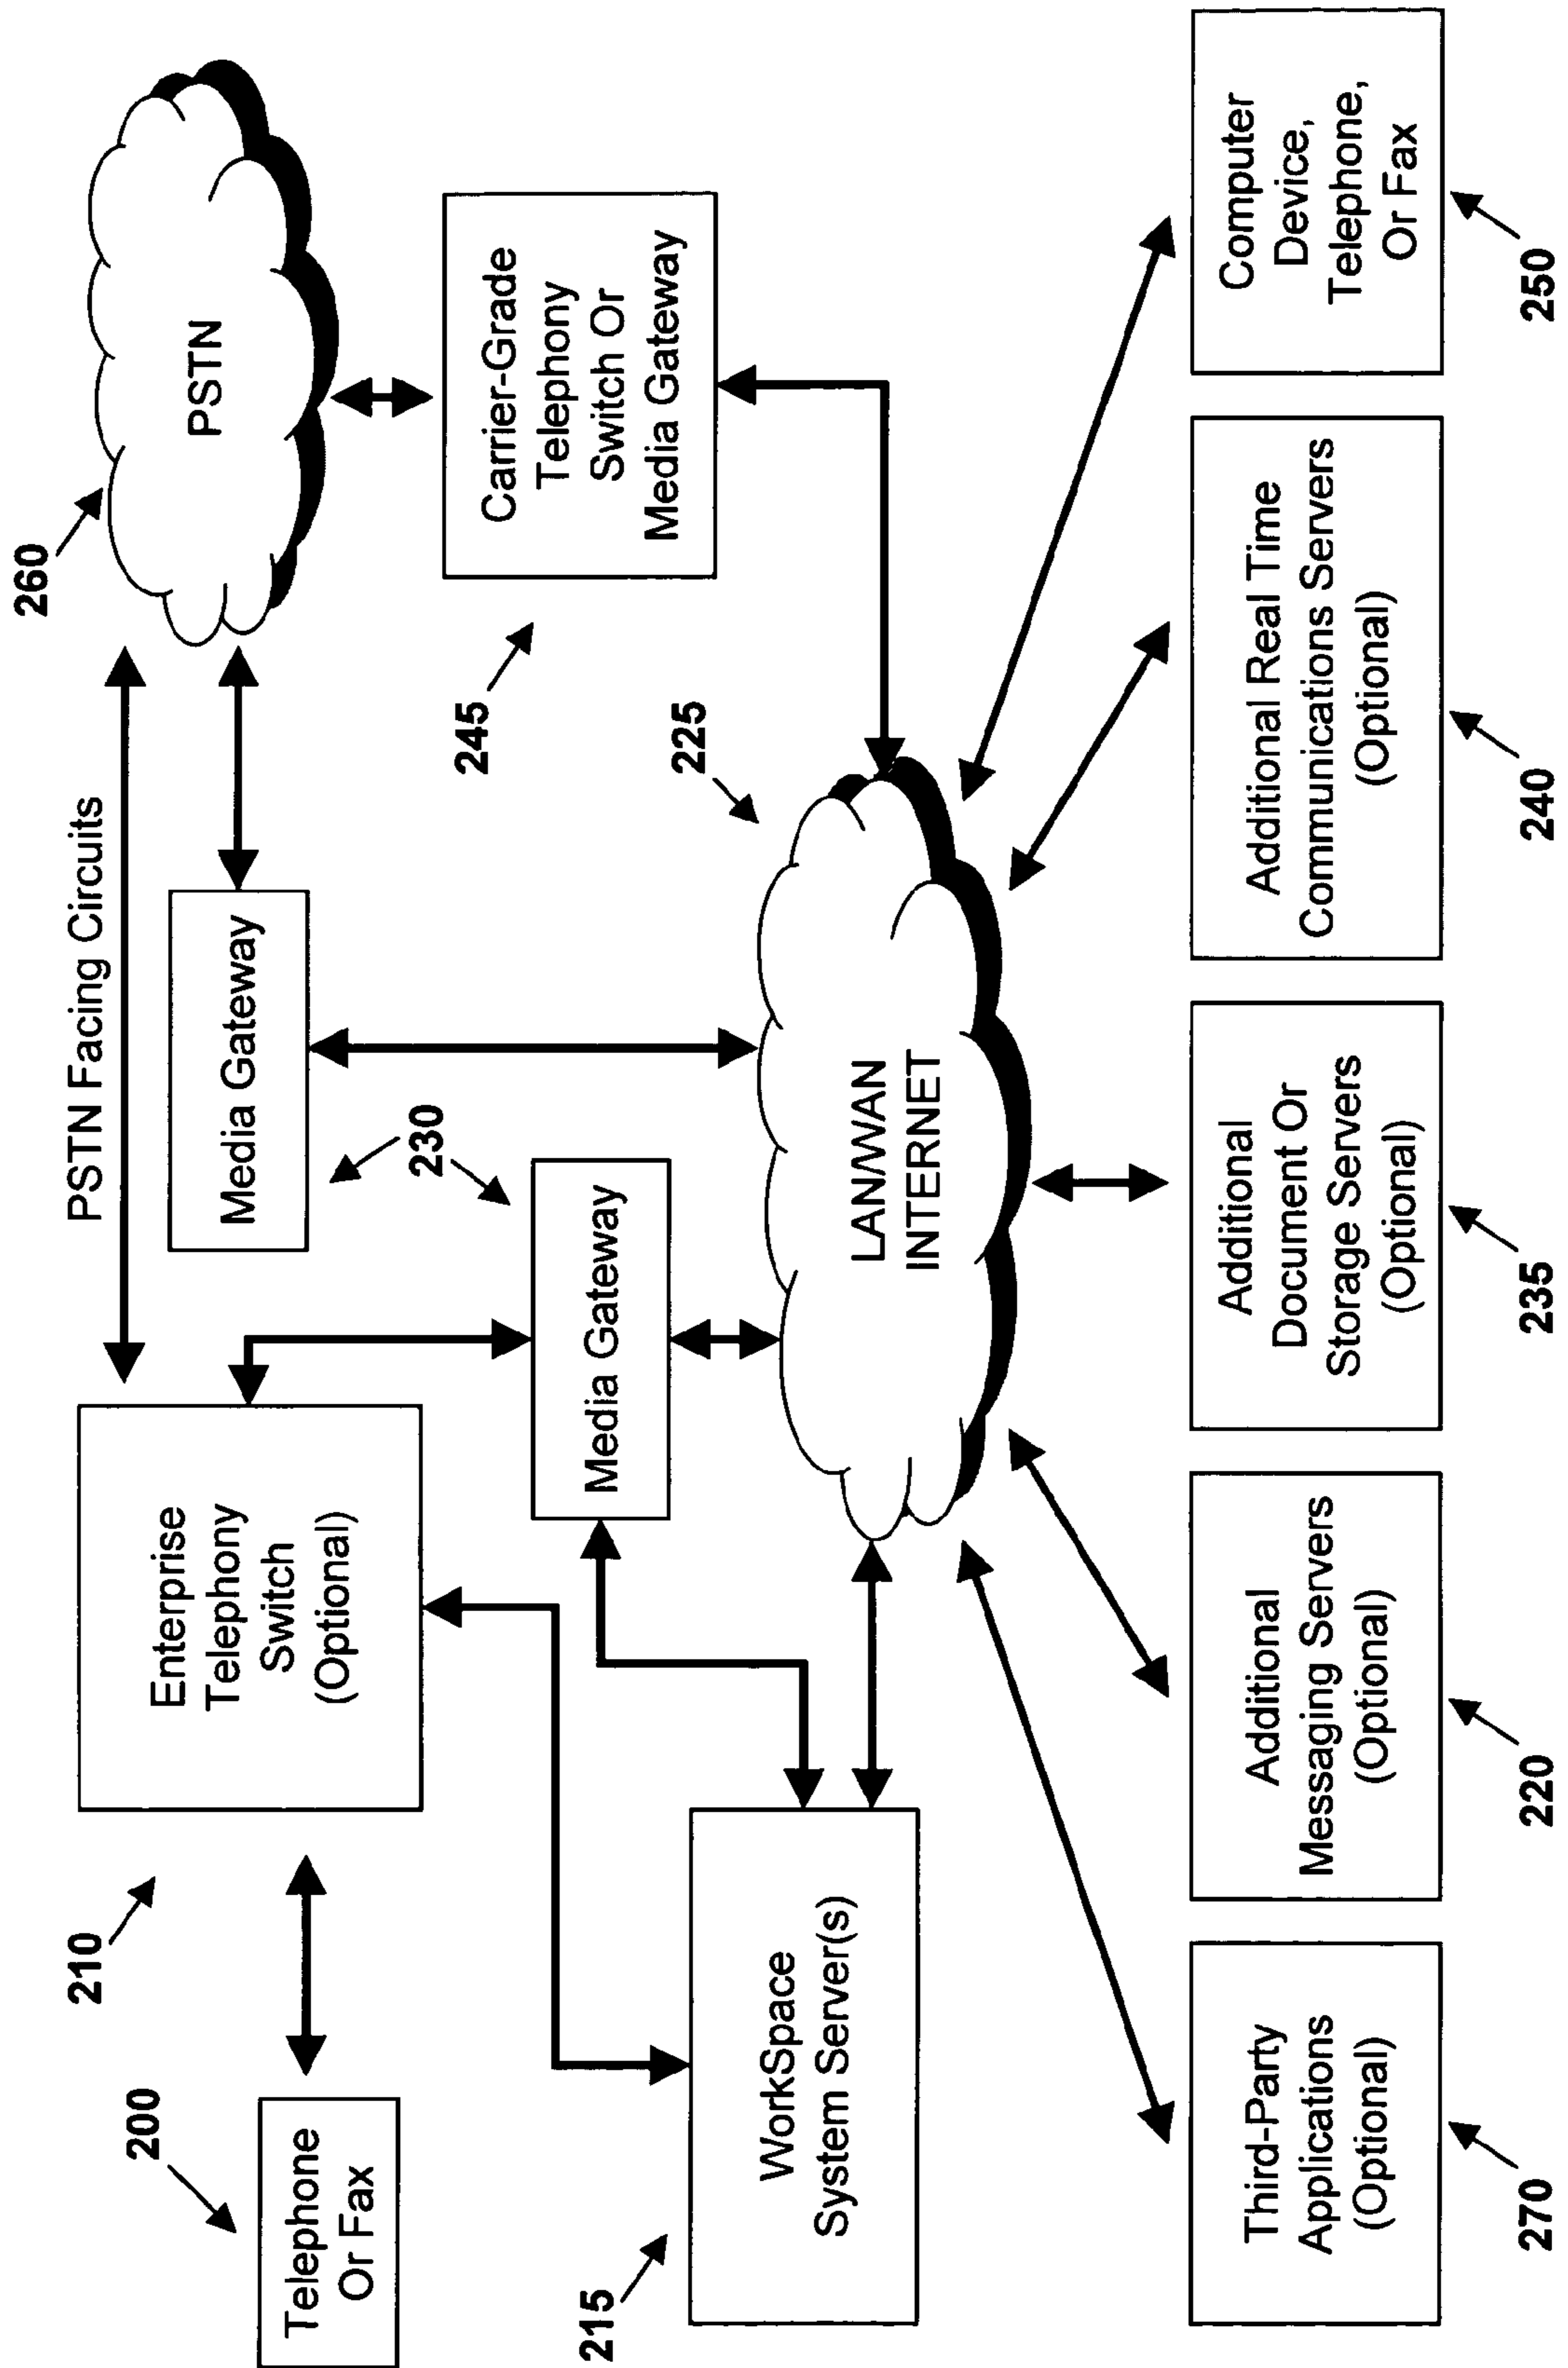 200
Telephone
Or Fax
210
Enterprise
Telephony
Switch
(Optional)
PSTN Facing Circuits
260
PSTN
Media Gateway
230
Media Gateway
245
Carrier-Grade
Telephony
Switch Or
Media Gateway
215
WorkSpace
System Server(s)
225
LAN/WAN
INTERNET
Third-Party
Applications
(Optional)
270
Additional
Messaging Servers
(Optional)
220
Additional
Document Or
Storage Servers
(Optional)
235
Additional Real Time
Communications Servers
(Optional)
240
Computer
Device,
Telephone,
Or Fax
250